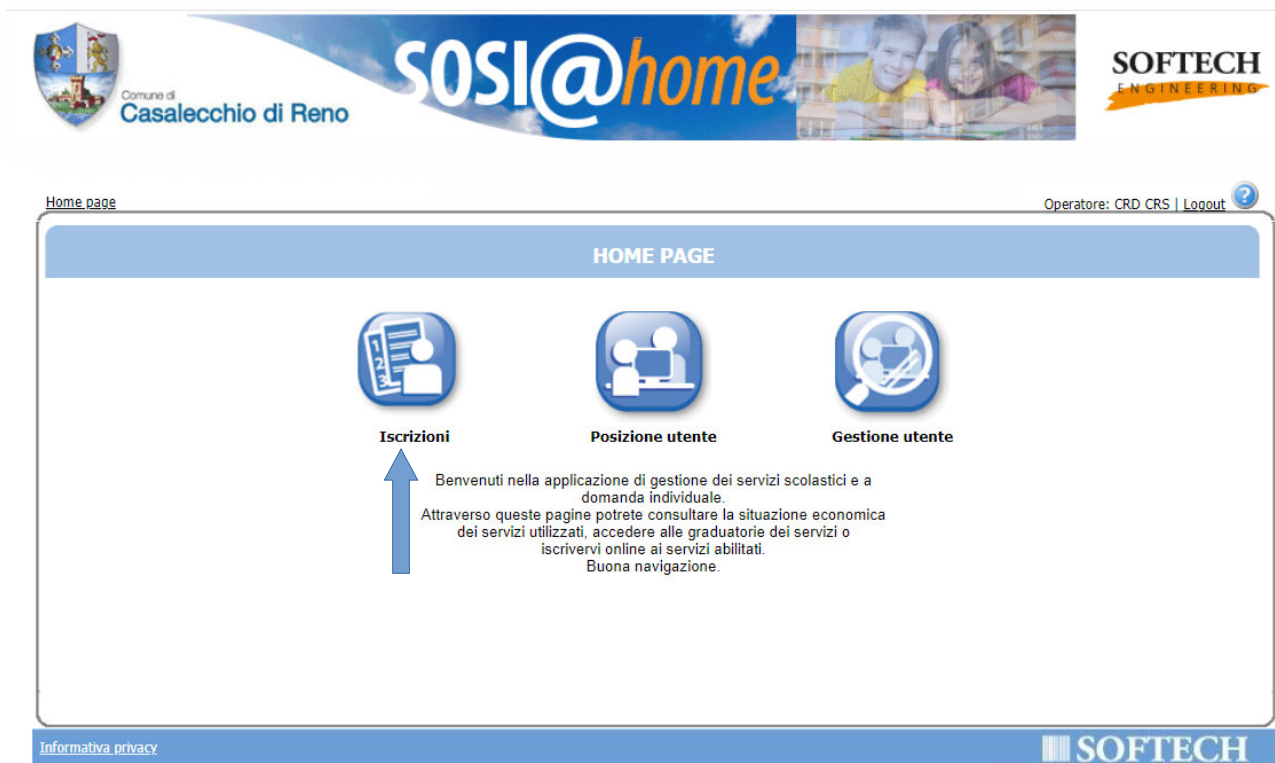 Comune di
Casalecchio di Reno
SOSI@home
SOFTECH
ENGINEERING
Home page
Operatore: CRD CRS | Logout ?
HOME PAGE
1
2
3
Iscrizioni
Posizione utente
Gestione utente
Benvenuti nella applicazione di gestione dei servizi scolastici e a
domanda individuale.
Attraverso queste pagine potrete consultare la situazione economica
dei servizi utilizzati, accedere alle graduatorie dei servizi o
iscrivervi online ai servizi abilitati.
Buona navigazione.
Informativa privacy
SOFTECH